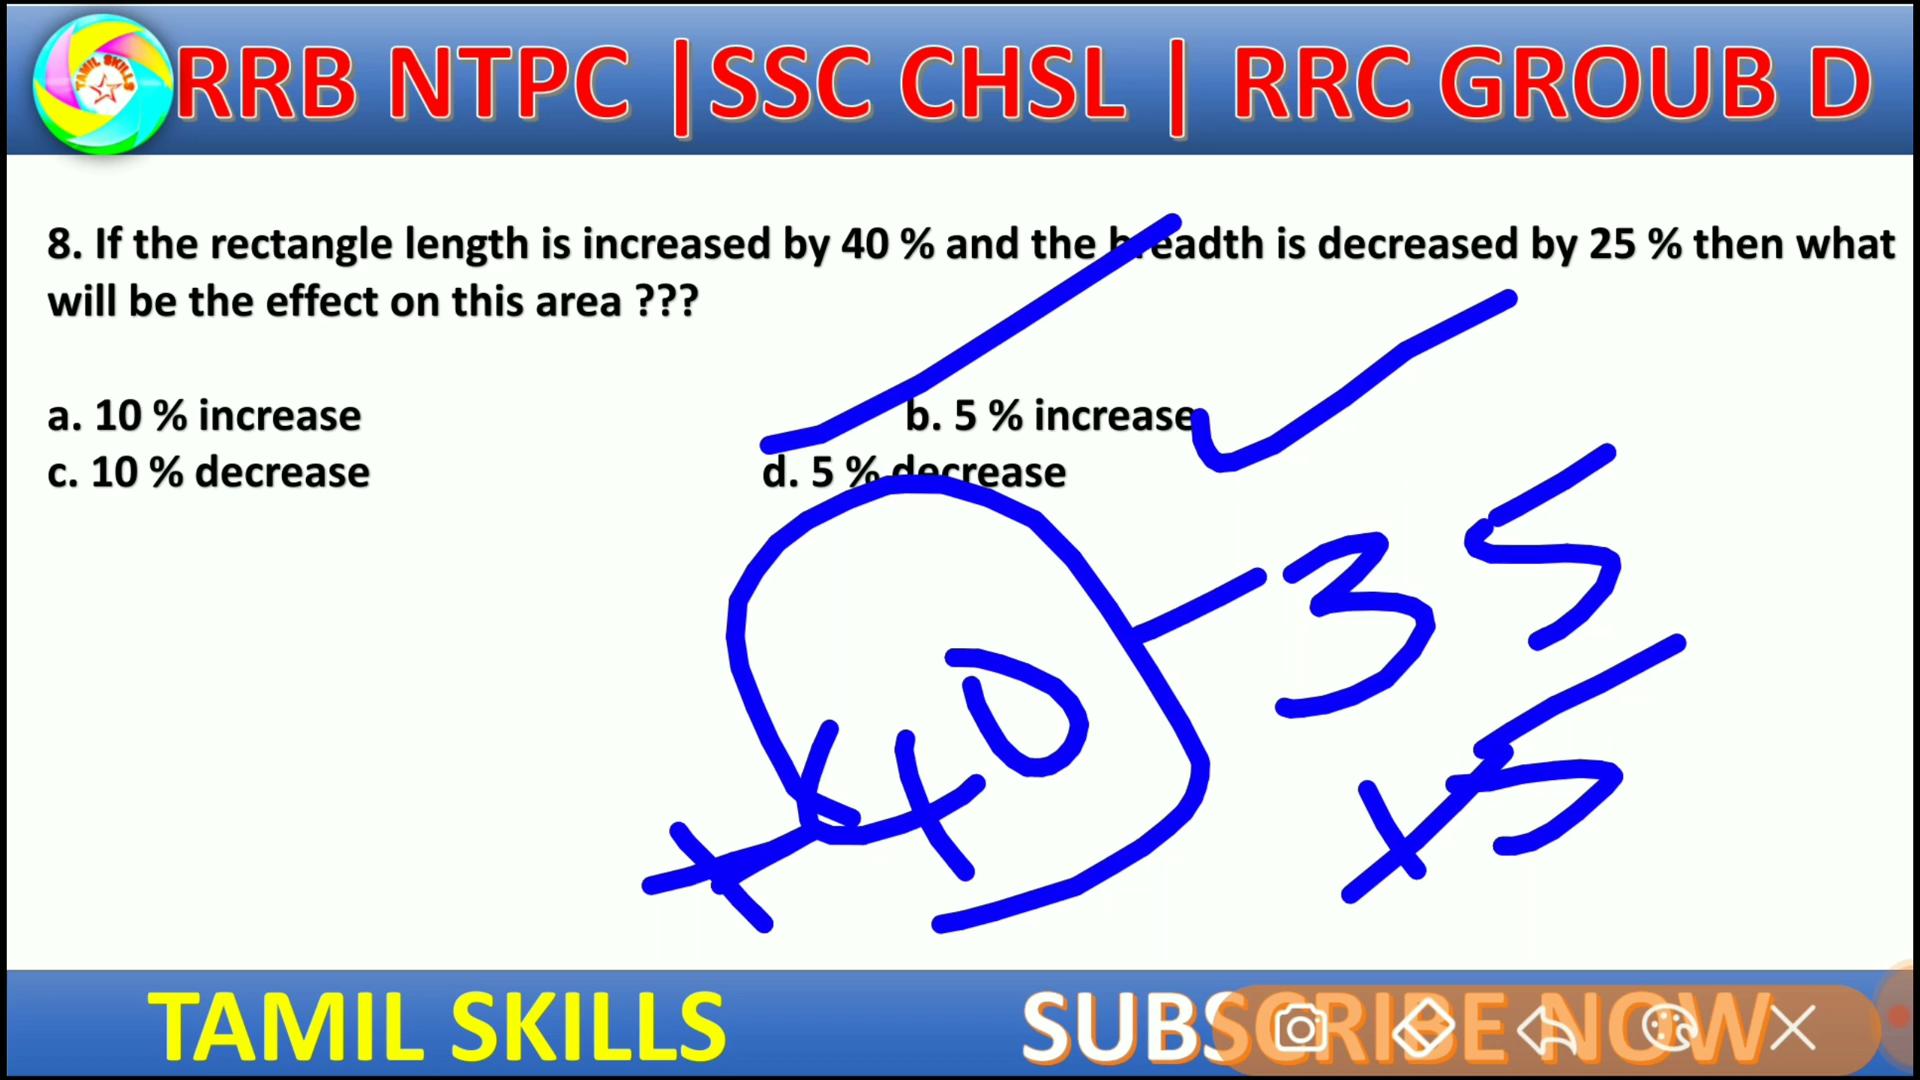 TAMIL SKILLS
RRB NTPC |SSC CHSL | RRC GROUB D
8. If the rectangle length is increased by 40 % and the breadth is decreased by 25 % then what
will be the effect on this area ???
a. 10 % increase
b. 5 % increase
c. 10 % decrease
d. 5 % decrease
+40 - 35
+5
TAMIL SKILLS
SUBSCRIBE NOW